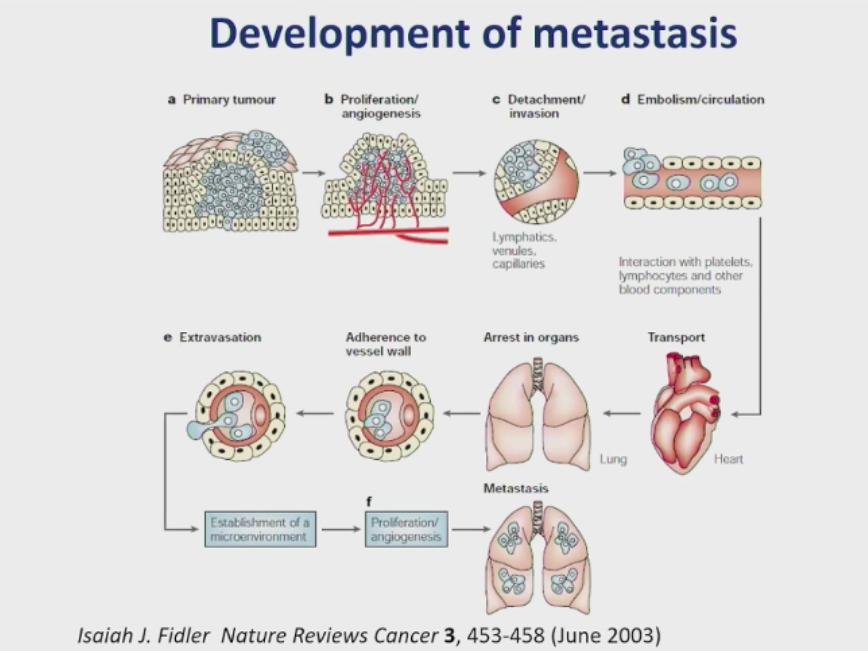 Development of metastasis
a Primary tumour
b Proliferation/
angiogenesis
c Detachment/
invasion
d Embolism/circulation
Lymphatics,
venules,
capillaries
Interaction with platelets,
lymphocytes and other
blood components
e Extravasation
Adherence to
vessel wall
Arrest in organs
Transport
Lung
Heart
Establishment of a
microenvironment
f
Proliferation/
angiogenesis
Metastasis
Isaiah J. Fidler Nature Reviews Cancer 3, 453-458 (June 2003)